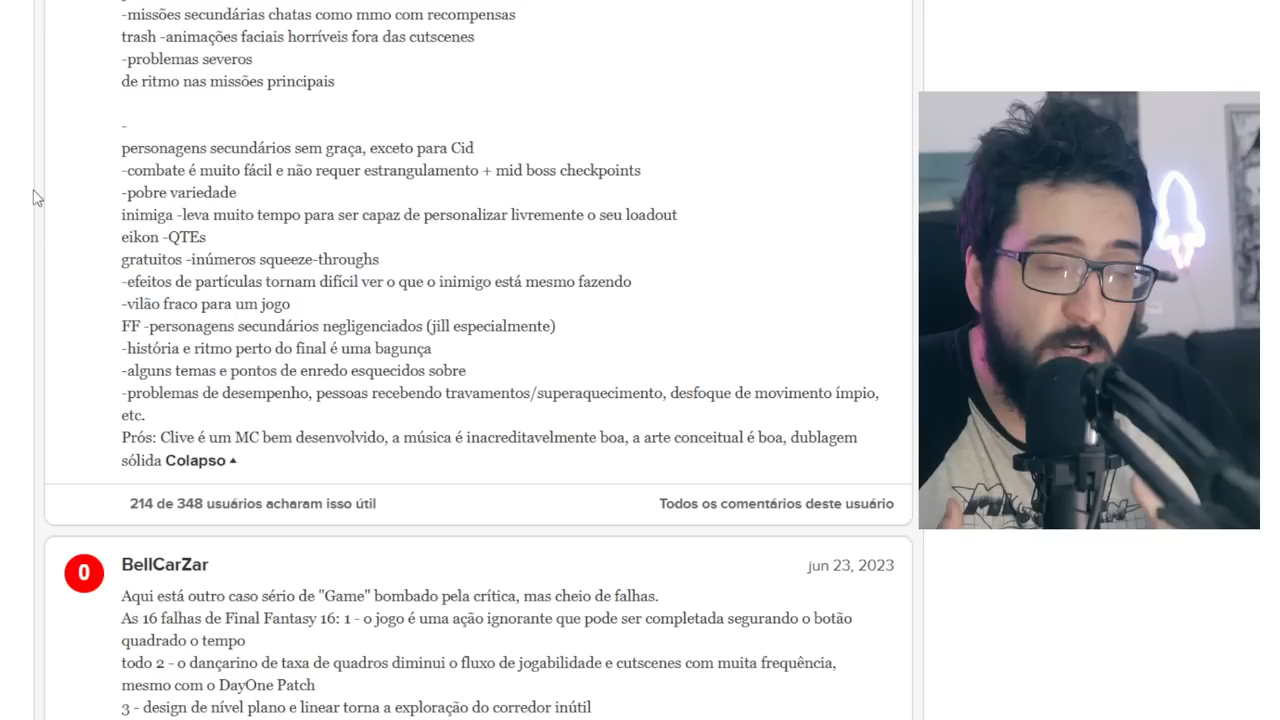 -missões secundárias chatas como mmo com recompensas
trash -animações faciais horríveis fora das cutscenes
-problemas severos
de ritmo nas missões principais
-
personagens secundários sem graça, exceto para Cid
-combate é muito fácil e não requer estrangulamento + mid boss checkpoints
-pobre variedade
inimiga -leva muito tempo para ser capaz de personalizar livremente o seu loadout
eikon -QTEs
gratuitos -inúmeros squeeze-throughs
-efeitos de partículas tornam difícil ver o que o inimigo está mesmo fazendo
-vilão fraco para um jogo
FF -personagens secundários negligenciados (jill especialmente)
-história e ritmo perto do final é uma bagunça
-alguns temas e pontos de enredo esquecidos sobre
-problemas de desempenho, pessoas recebendo travamentos/superaquecimento, desfoque de movimento ímpio,
etc.
Prós: Clive é um MC bem desenvolvido, a música é inacreditavelmente boa, a arte conceitual é boa, dublagem
sólida Colapso
214 de 348 usuários acharam isso útil
Todos os comentários deste usuário
0
BellCarZar
jun 23, 2023
Aqui está outro caso sério de "Game" bombado pela crítica, mas cheio de falhas.
As 16 falhas de Final Fantasy 16: 1 - o jogo é uma ação ignorante que pode ser completada segurando o botão
quadrado o tempo
todo 2 - o dançarino de taxa de quadros diminui o fluxo de jogabilidade e cutscenes com muita frequência,
mesmo com o DayOne Patch
3 - design de nível plano e linear torna a exploração do corredor inútil